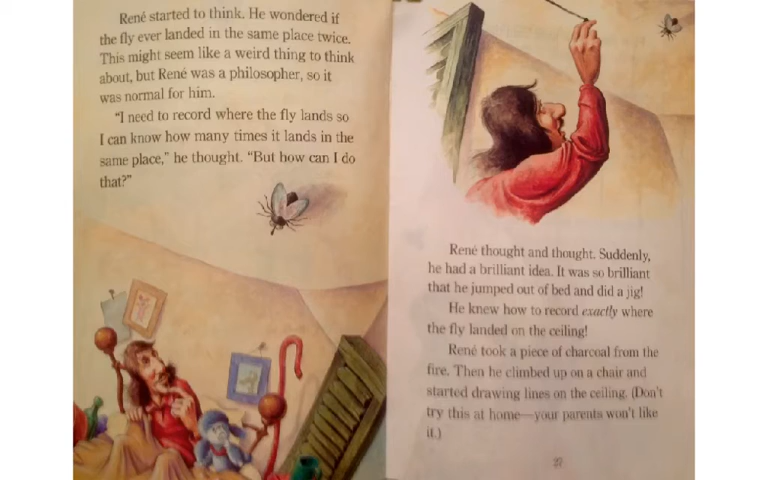 René started to think. He wondered if
the fly ever landed in the same place twice.
This might seem like a weird thing to think
about, but René was a philosopher, so it
was normal for him.
"I need to record where the fly lands so
I can know how many times it lands in the
same place," he thought. "But how can I do
that?"
René thought and thought. Suddenly,
he had a brilliant idea. It was so brilliant
that he jumped out of bed and did a jig!
He knew how to record exactly where
the fly landed on the ceiling!
René took a piece of charcoal from the
fire. Then he climbed up on a chair and
started drawing lines on the ceiling. (Don't
try this at home—your parents won't like
it.)